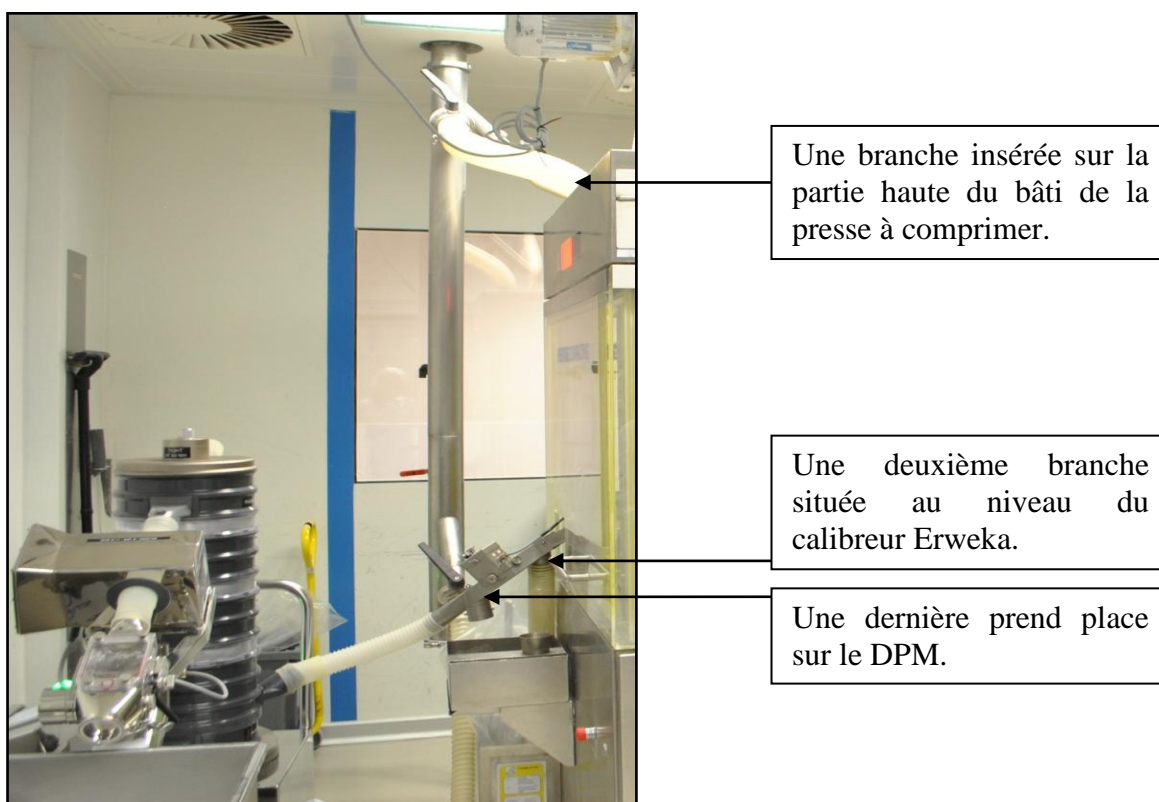 Une branche insérée sur la
partie haute du bâti de la
presse à comprimer.
Une deuxième branche
située au niveau du
calibreur Erweka.
Une dernière prend place
sur le DPM.